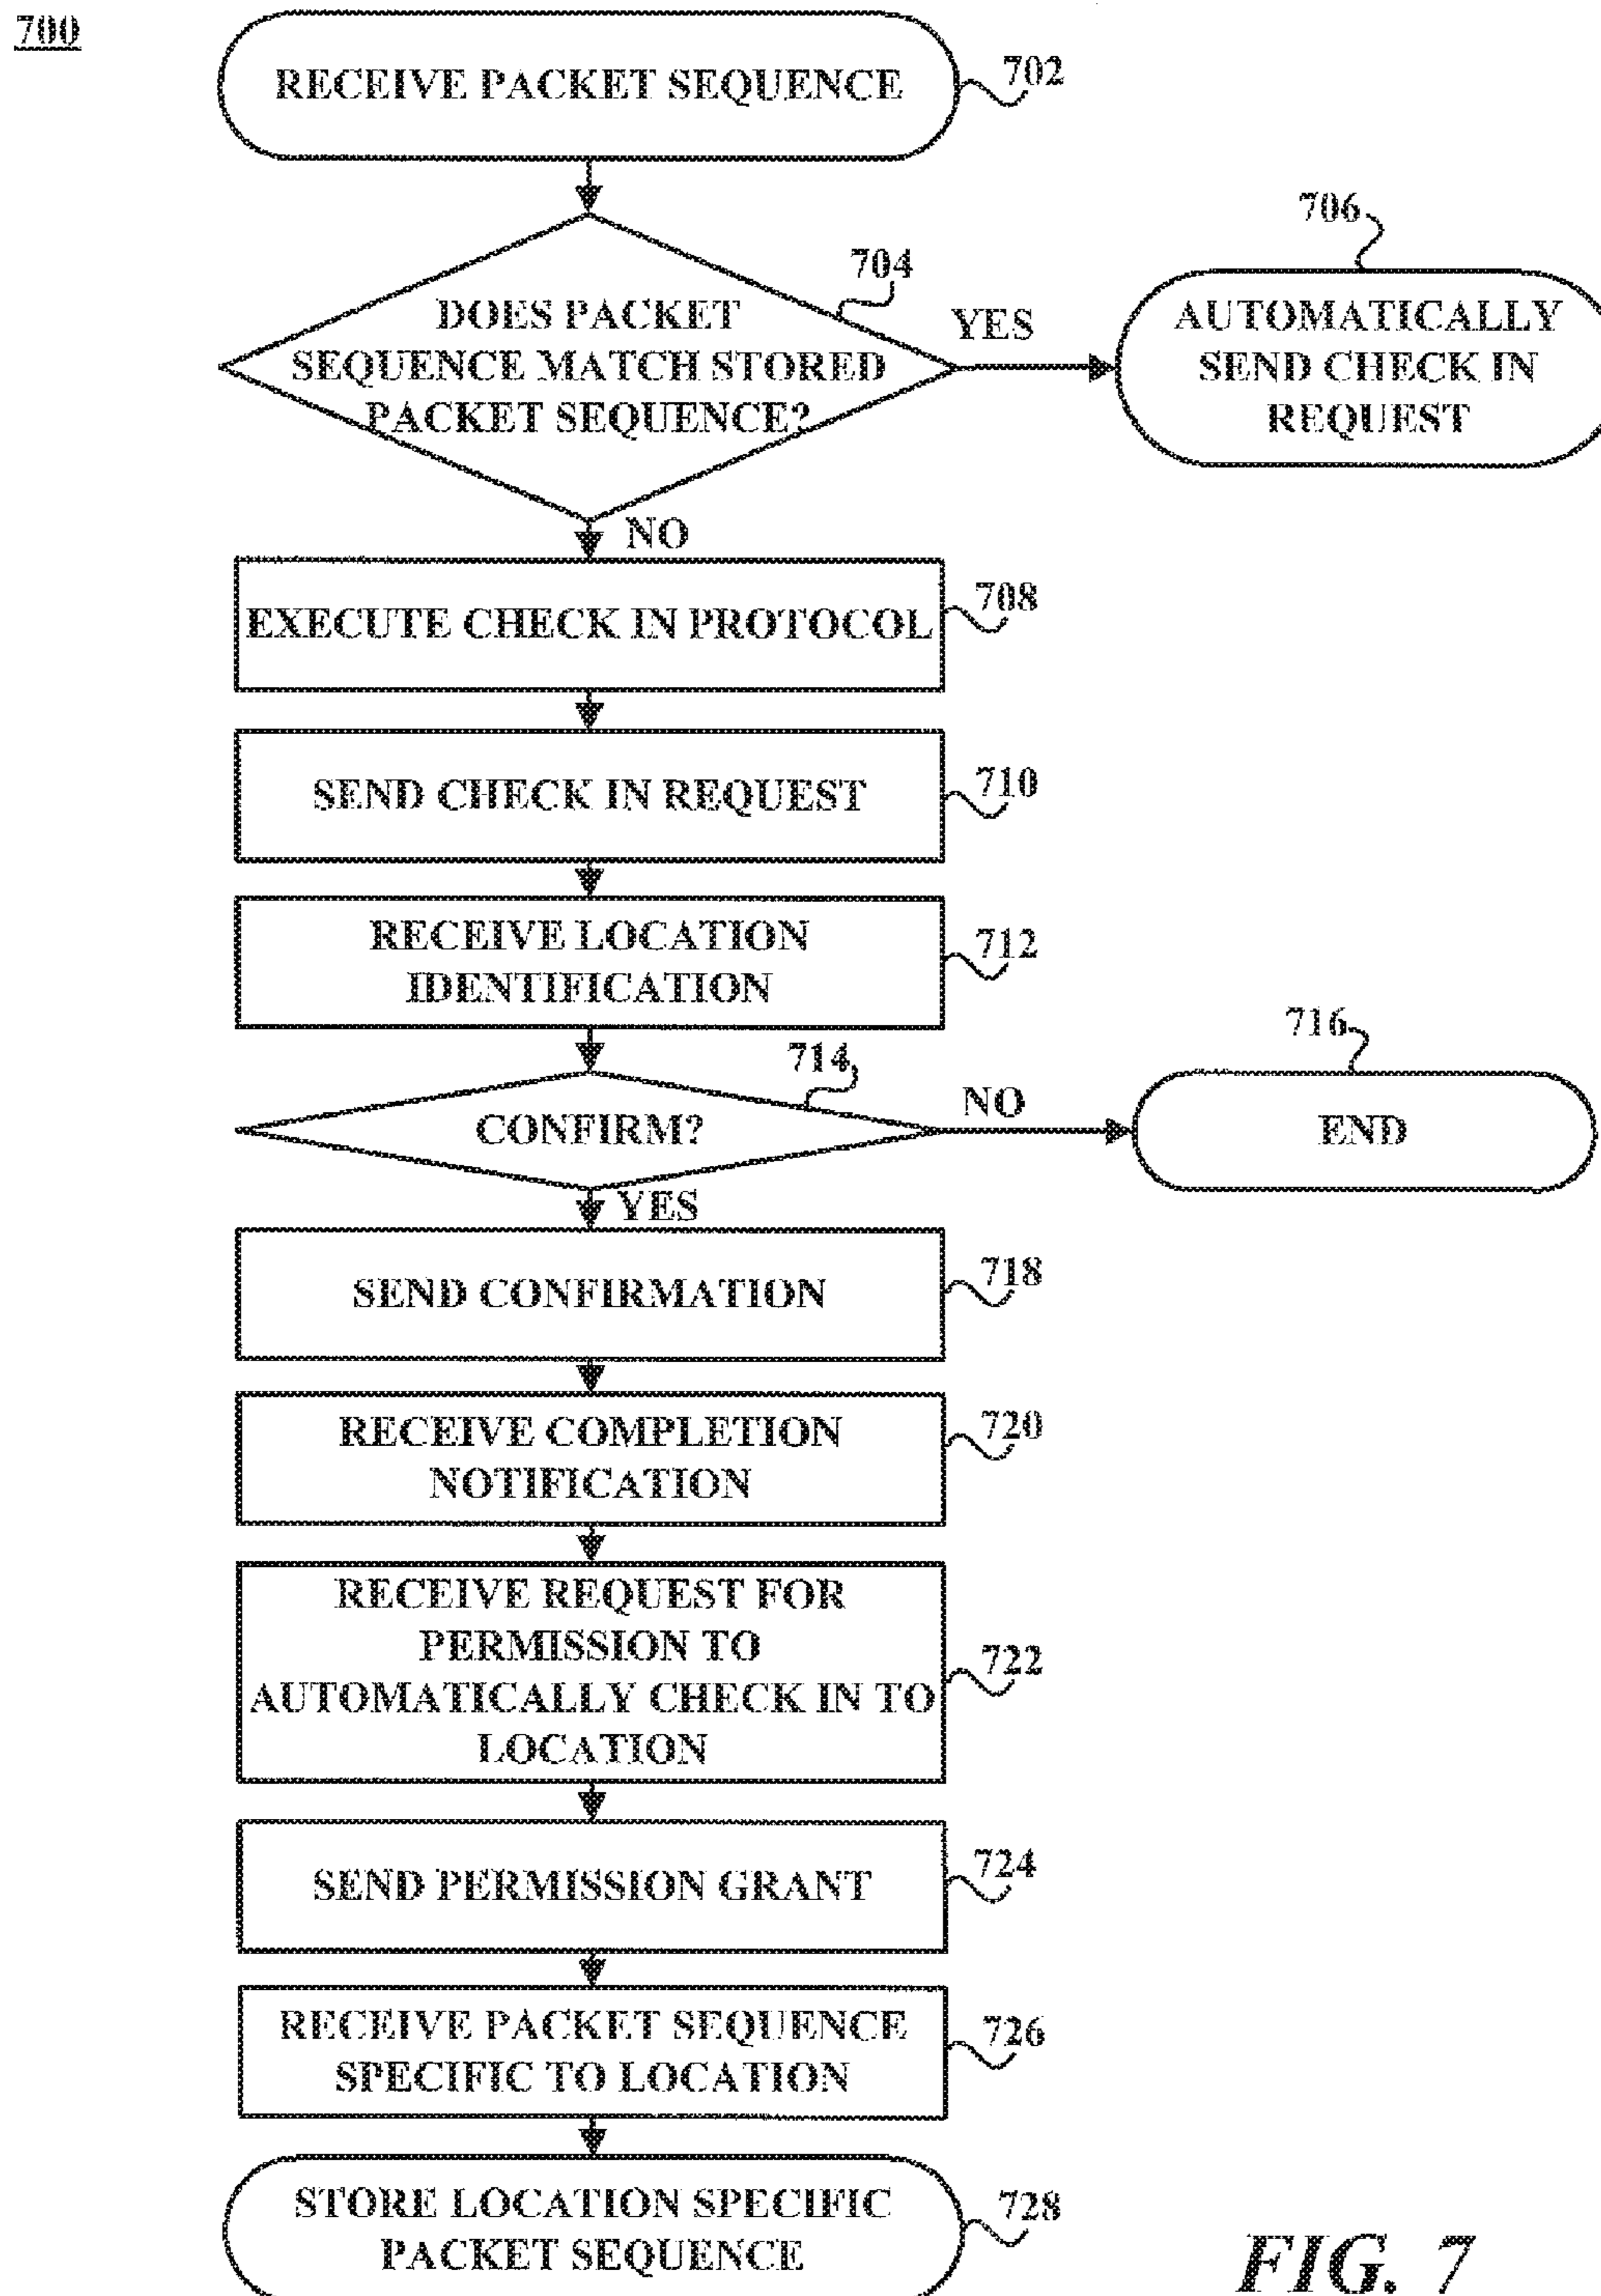 700
RECEIVE PACKET SEQUENCE
702
706
704
DOES PACKET
SEQUENCE MATCH STORED
PACKET SEQUENCE?
YES
AUTOMATICALLY
SEND CHECK IN
REQUEST
NO
EXECUTE CHECK IN PROTOCOL
708
SEND CHECK IN REQUEST
710
RECEIVE LOCATION
IDENTIFICATION
712
714
716
CONFIRM?
NO
END
YES
SEND CONFIRMATION
718
RECEIVE COMPLETION
NOTIFICATION
720
RECEIVE REQUEST FOR
PERMISSION TO
AUTOMATICALLY CHECK IN TO
LOCATION
722
SEND PERMISSION GRANT
724
RECEIVE PACKET SEQUENCE
SPECIFIC TO LOCATION
726
STORE LOCATION SPECIFIC
PACKET SEQUENCE
728
FIG. 7